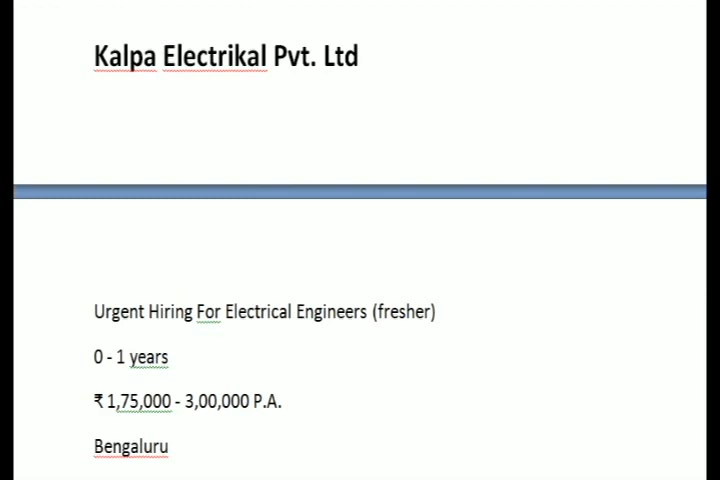 Kalpa Electrikal Pvt. Ltd
Urgent Hiring For Electrical Engineers (fresher)
0 - 1 years
₹ 1,75,000 - 3,00,000 P.A.
Bengaluru